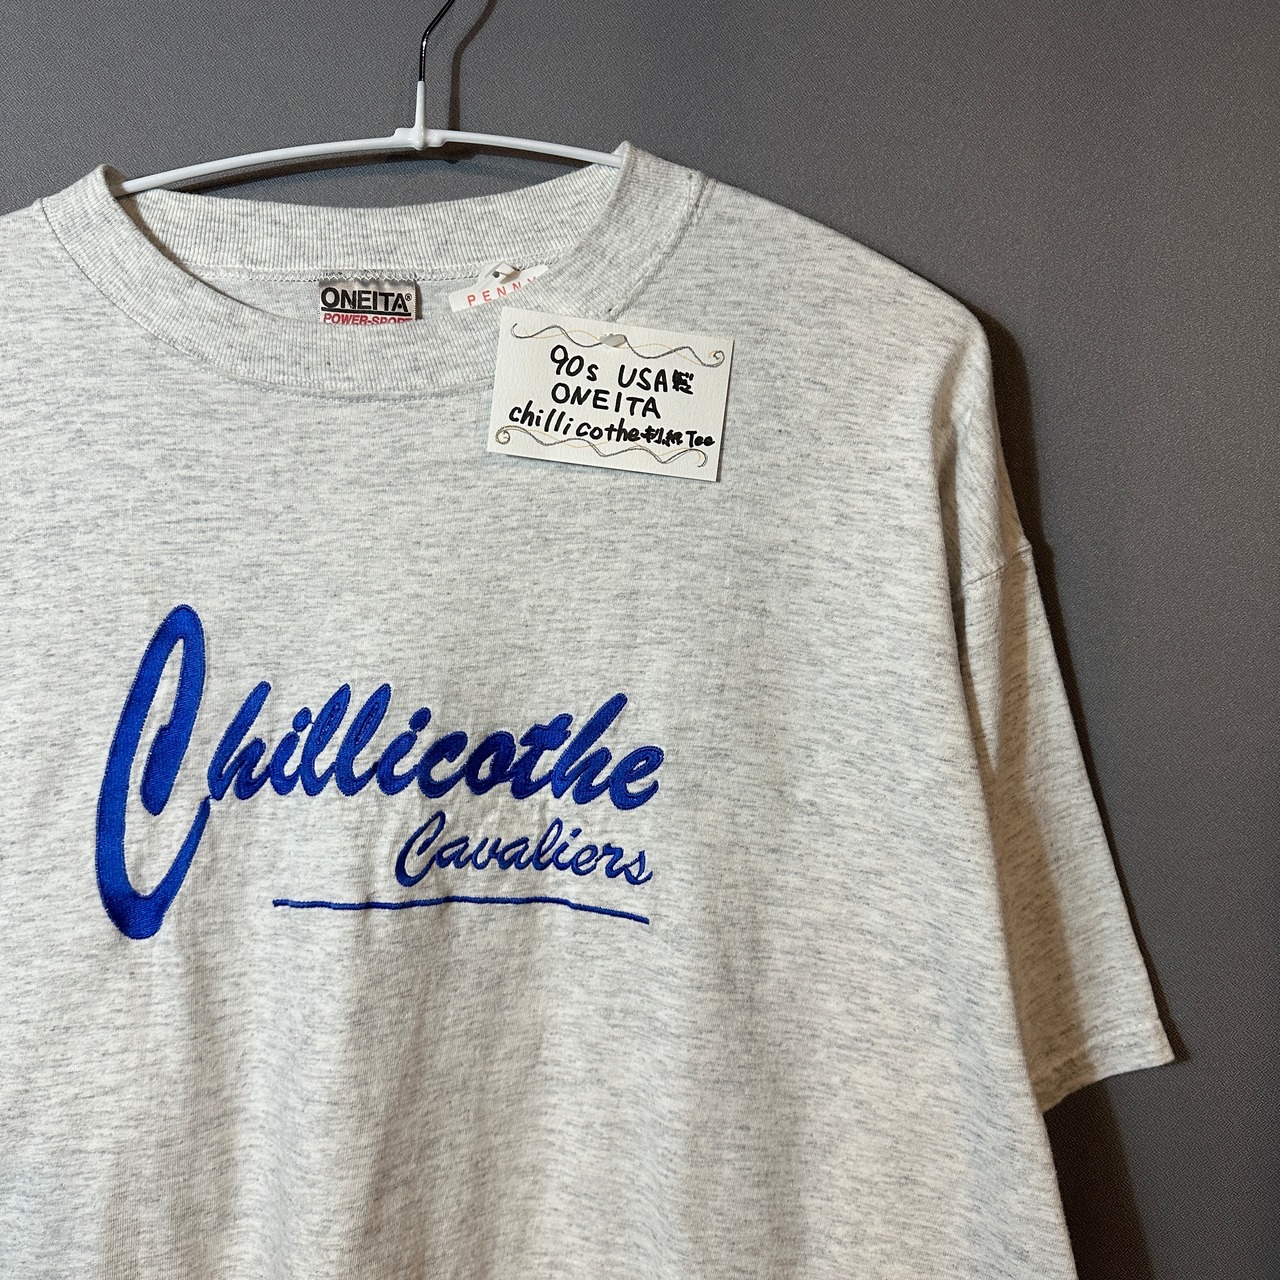 ONEITA®
POWER-SPORT
PENNY
90s USA製
ONEITA
chillicothe刺繍Tee
Chillicothe
Cavaliers